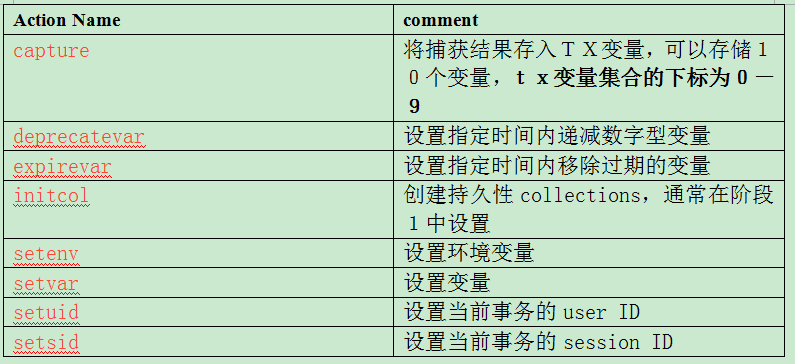 Action Name comment
capture 将捕获结果存入ＴＸ变量，可以存储１
０个变量，ｔｘ变量集合的下标为０－
９
deprecatevar 设置指定时间内递减数字型变量
expirevar 设置指定时间内移除过期的变量
initcol 创建持久性 collections，通常在阶段
１中设置
setenv 设置环境变量
setvar 设置变量
setuid 设置当前事务的 user ID
setsid 设置当前事务的 session ID